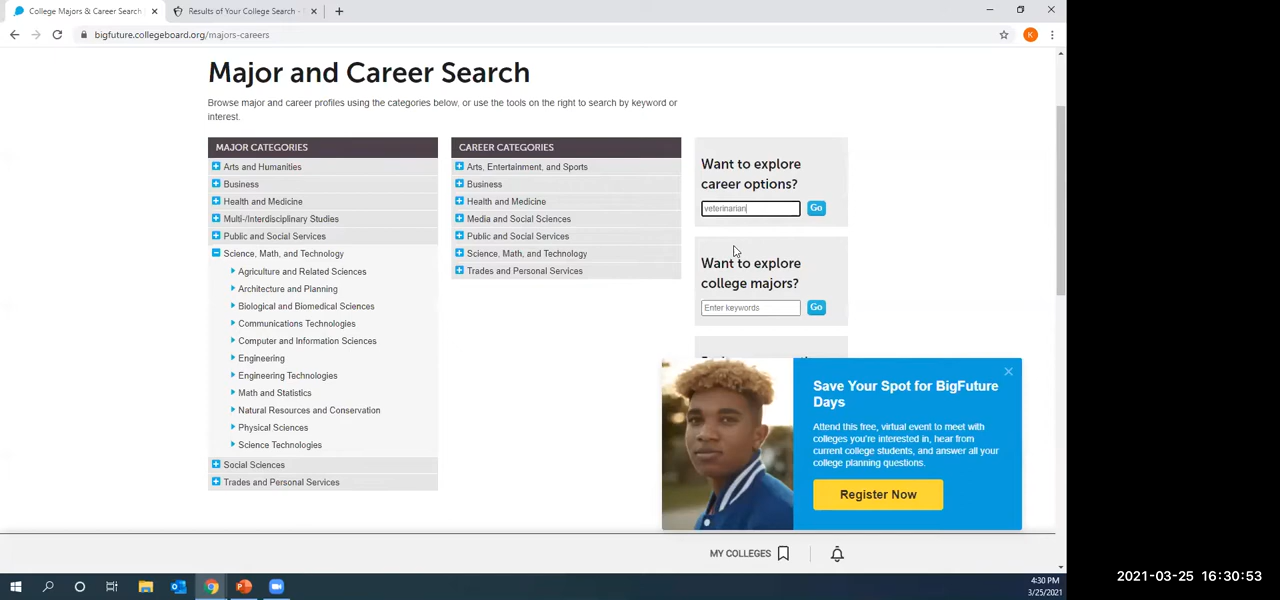 College Majors & Career Search
Results of Your College Search -
bigfuture.collegeboard.org/majors-careers
K
Major and Career Search
Browse major and career profiles using the categories below, or use the tools on the right to search by keyword or
interest.
MAJOR CATEGORIES
Arts and Humanities
Business
Health and Medicine
Multi-/Interdisciplinary Studies
Public and Social Services
Science, Math, and Technology
Agriculture and Related Sciences
Architecture and Planning
Biological and Biomedical Sciences
Communications Technologies
Computer and Information Sciences
Engineering
Engineering Technologies
Math and Statistics
Natural Resources and Conservation
Physical Sciences
Science Technologies
Social Sciences
Trades and Personal Services
CAREER CATEGORIES
Arts, Entertainment, and Sports
Business
Health and Medicine
Media and Social Sciences
Public and Social Services
Science, Math, and Technology
Trades and Personal Services
Want to explore
career options?
veterinarian
Go
Want to explore
college majors?
Enter keywords
Go
Save Your Spot for BigFuture
Days
Attend this free, virtual event to meet with
colleges you're interested in, hear from
current college students, and answer all your
college planning questions.
Register Now
MY COLLEGES
4:30 PM
3/25/2021
2021-03-25 16:30:53